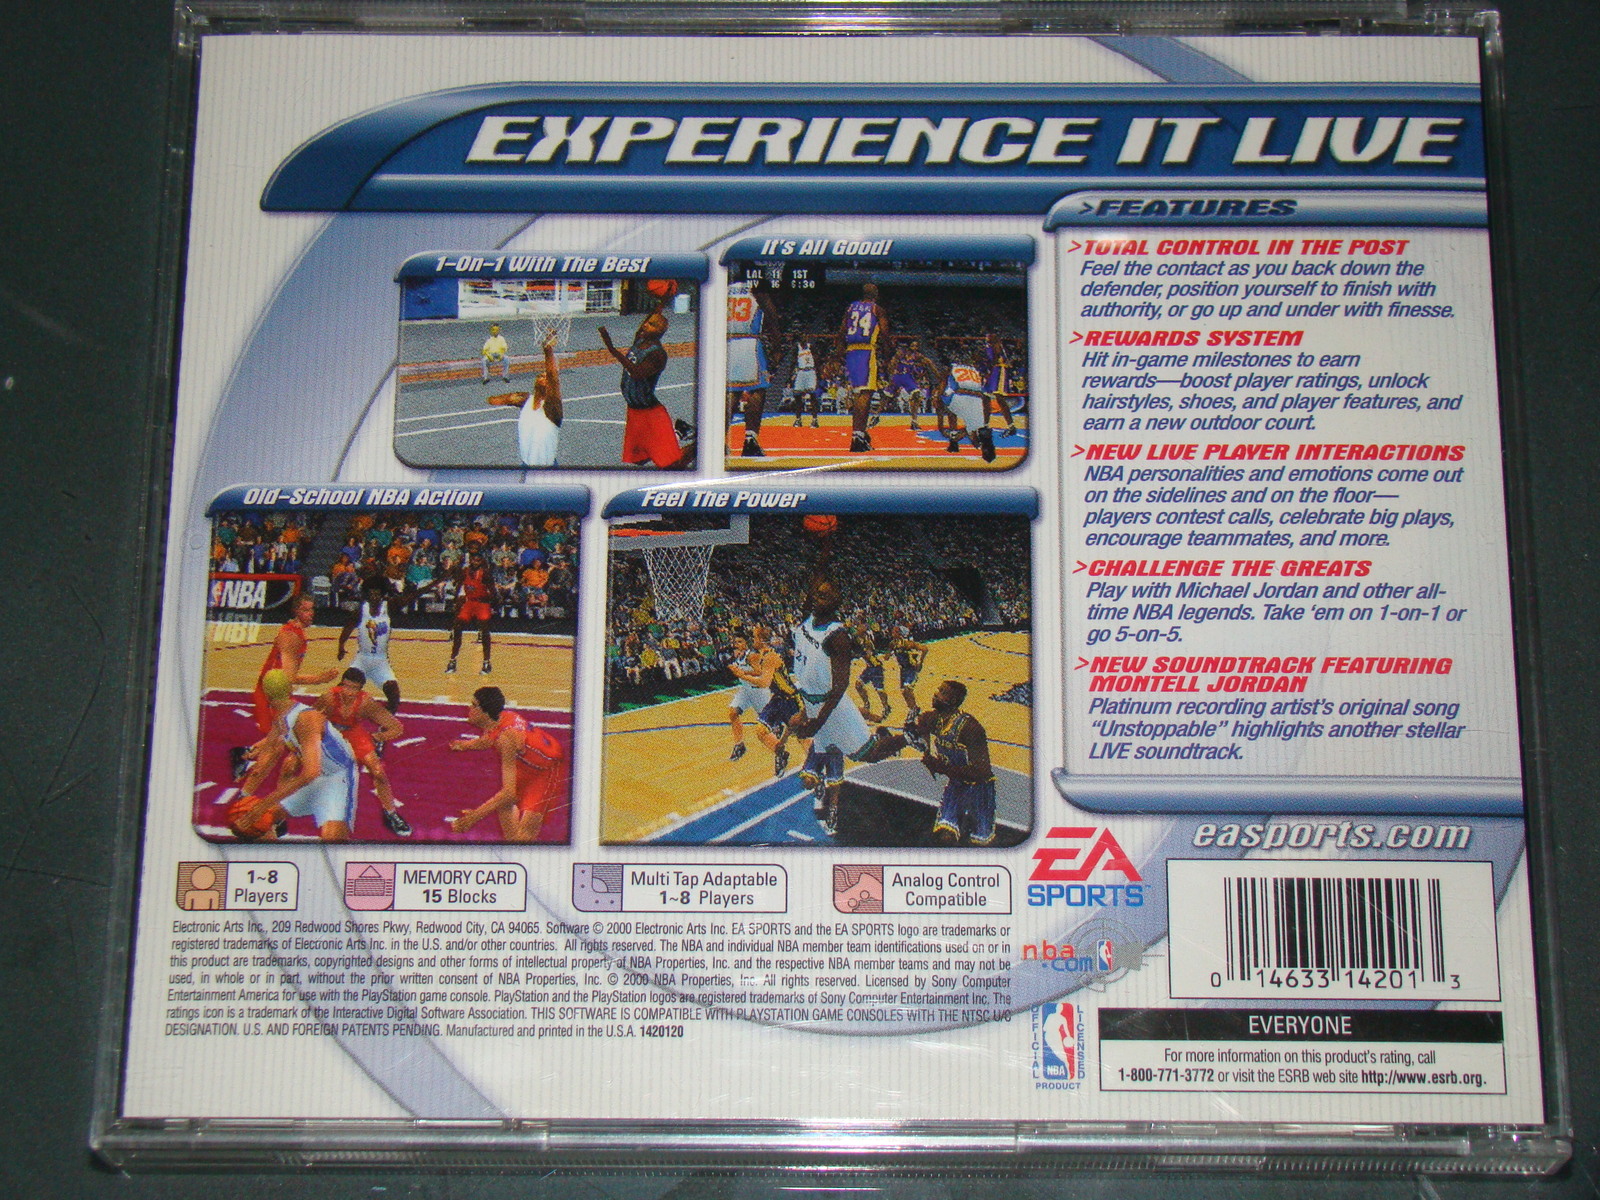 EXPERIENCE IT LIVE
1-On-1 With The Best
It's All Good!
LAL 11 1ST
NY 16 6:30
33
34
20
Old-School NBA Action
NBA
Feel The Power
21
>FEATURES
>TOTAL CONTROL IN THE POST
Feel the contact as you back down the
defender, position yourself to finish with
authority, or go up and under with finesse.
>REWARDS SYSTEM
Hit in-game milestones to earn
rewards—boost player ratings, unlock
hairstyles, shoes, and player features, and
earn a new outdoor court.
>NEW LIVE PLAYER INTERACTIONS
NBA personalities and emotions come out
on the sidelines and on the floor—
players contest calls, celebrate big plays,
encourage teammates, and more.
>CHALLENGE THE GREATS
Play with Michael Jordan and other all-
time NBA legends. Take 'em on 1-on-1 or
go 5-on-5.
>NEW SOUNDTRACK FEATURING
MONTELL JORDAN
Platinum recording artist's original song
"Unstoppable" highlights another stellar
LIVE soundtrack.
easports.com
1~8
Players
MEMORY CARD
15 Blocks
Multi Tap Adaptable
1~8 Players
Analog Control
Compatible
EA
SPORTS™
Electronic Arts Inc., 209 Redwood Shores Pkwy, Redwood City, CA 94065. Software © 2000 Electronic Arts Inc. EA SPORTS and the EA SPORTS logo are trademarks or
registered trademarks of Electronic Arts Inc. in the U.S. and/or other countries. All rights reserved. The NBA and individual NBA member team identifications used on or in
this product are trademarks, copyrighted designs and other forms of intellectual property of NBA Properties, Inc. and the respective NBA member teams and may not be
used, in whole or in part, without the prior written consent of NBA Properties, Inc. © 2000 NBA Properties, Inc. All rights reserved. Licensed by Sony Computer
Entertainment America for use with the PlayStation game console. PlayStation and the PlayStation logos are registered trademarks of Sony Computer Entertainment Inc. The
ratings icon is a trademark of the Interactive Digital Software Association. THIS SOFTWARE IS COMPATIBLE WITH PLAYSTATION GAME CONSOLES WITH THE NTSC U/C
DESIGNATION. U.S. AND FOREIGN PATENTS PENDING. Manufactured and printed in the U.S.A. 1420120
nba
.com
OFFICIAL
LICENSED
NBA
PRODUCT
0 14633 14201 3
EVERYONE
For more information on this product's rating, call
1-800-771-3772 or visit the ESRB web site http://www.esrb.org.